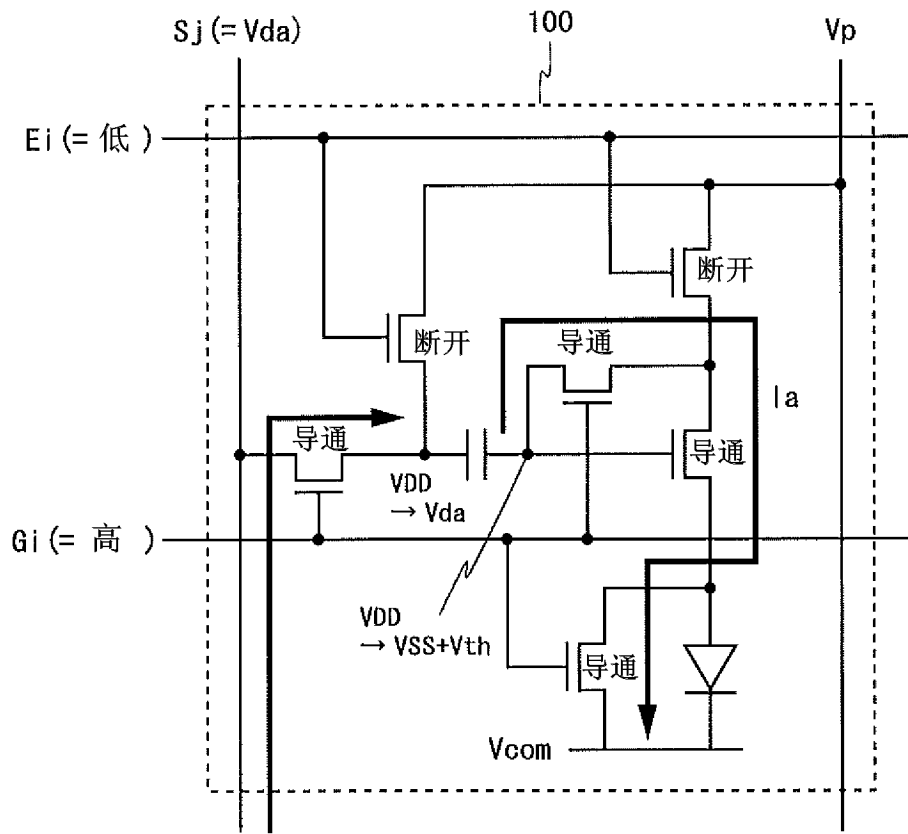 100
Sj(=Vda)
Vp
Ei(= 低 )
断开
断开
导通
Ia
导通
导通
VDD
→ Vda
Gi(= 高 )
VDD
→ VSS+Vth
导通
Vcom